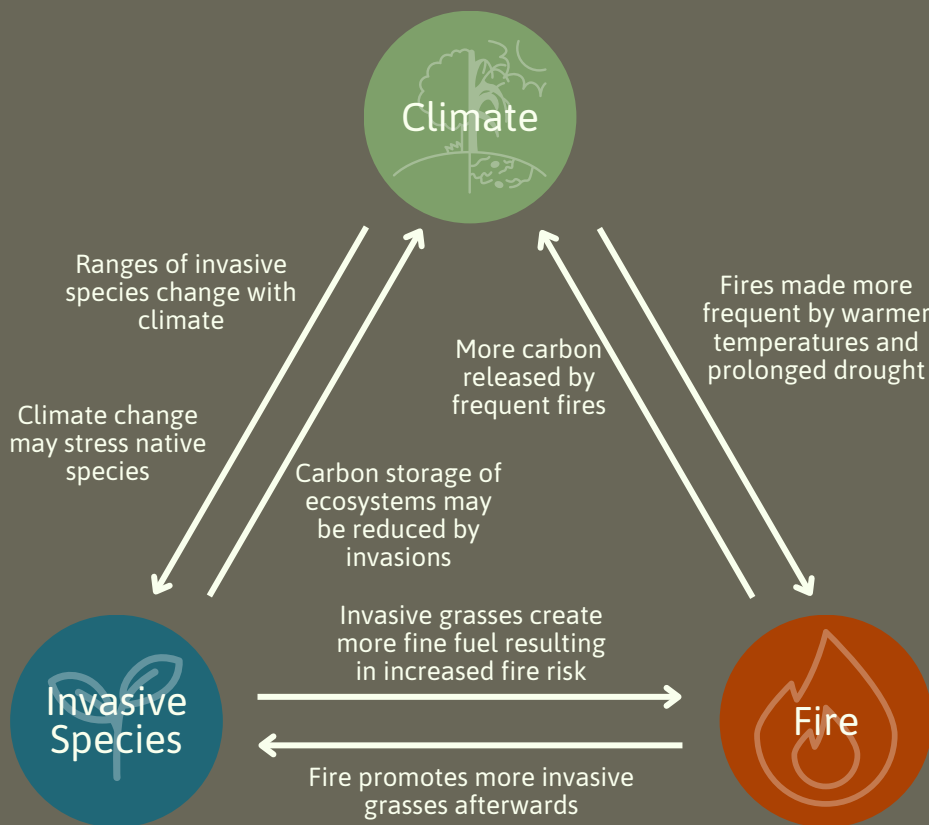 Climate
Ranges of invasive
species change with
climate
Climate change
may stress native
species
Carbon storage of
ecosystems may
be reduced by
invasions
More carbon
released by
frequent fires
Fires made more
frequent by warmer
temperatures and
prolonged drought
Invasive
Species
Invasive grasses create
more fine fuel resulting
in increased fire risk
Fire promotes more invasive
grasses afterwards
Fire